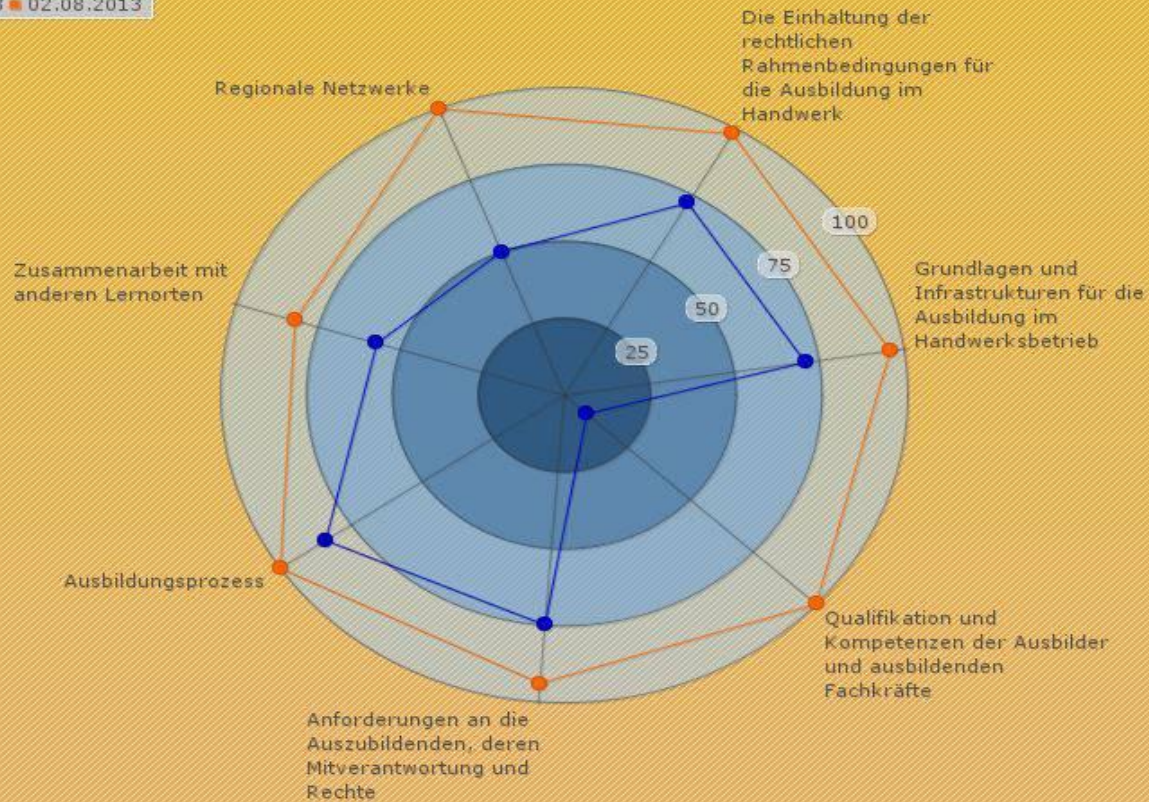 02.08.2013
Die Einhaltung der
rechtlichen
Rahmenbedingungen für
die Ausbildung im
Handwerk
Regionale Netzwerke
100
75
50
25
Grundlagen und
Infrastrukturen für die
Ausbildung im
Handwerksbetrieb
Zusammenarbeit mit
anderen Lernorten
Ausbildungsprozess
Qualifikation und
Kompetenzen der Ausbilder
und ausbildenden
Fachkräfte
Anforderungen an die
Auszubildenden, deren
Mitverantwortung und
Rechte